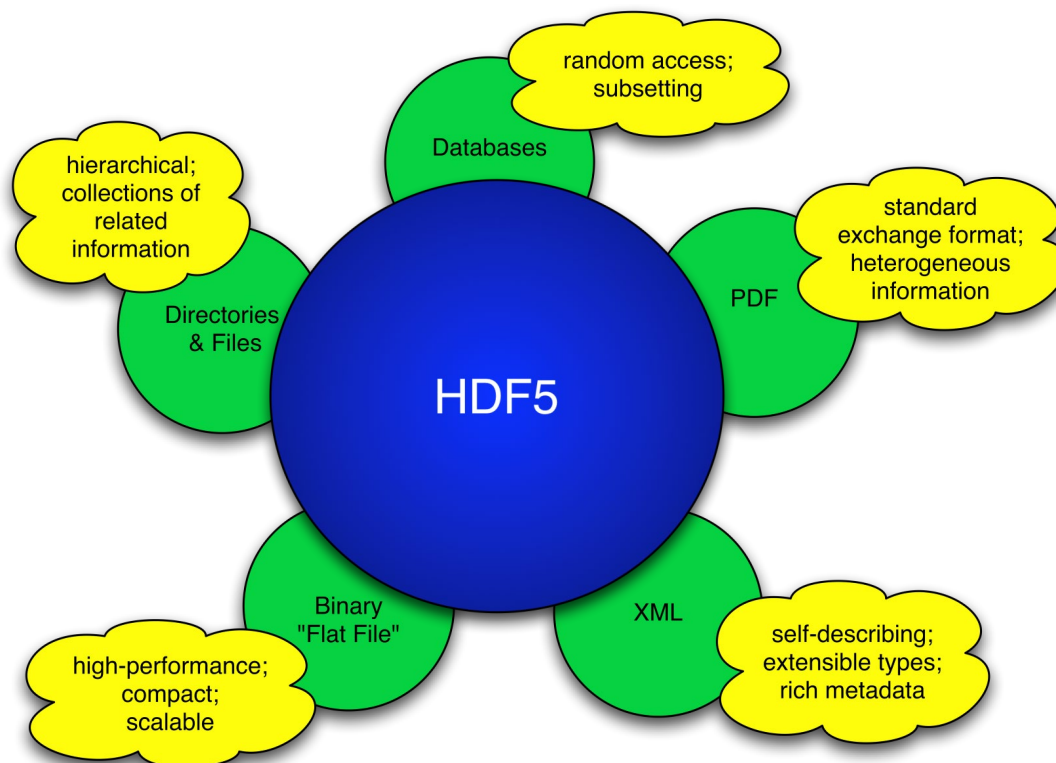 random access;
subsetting
Databases
hierarchical;
collections of
related
information
Directories
& Files
standard
exchange format;
heterogeneous
information
PDF
HDF5
Binary
"Flat File"
high-performance;
compact;
scalable
XML
self-describing;
extensible types;
rich metadata